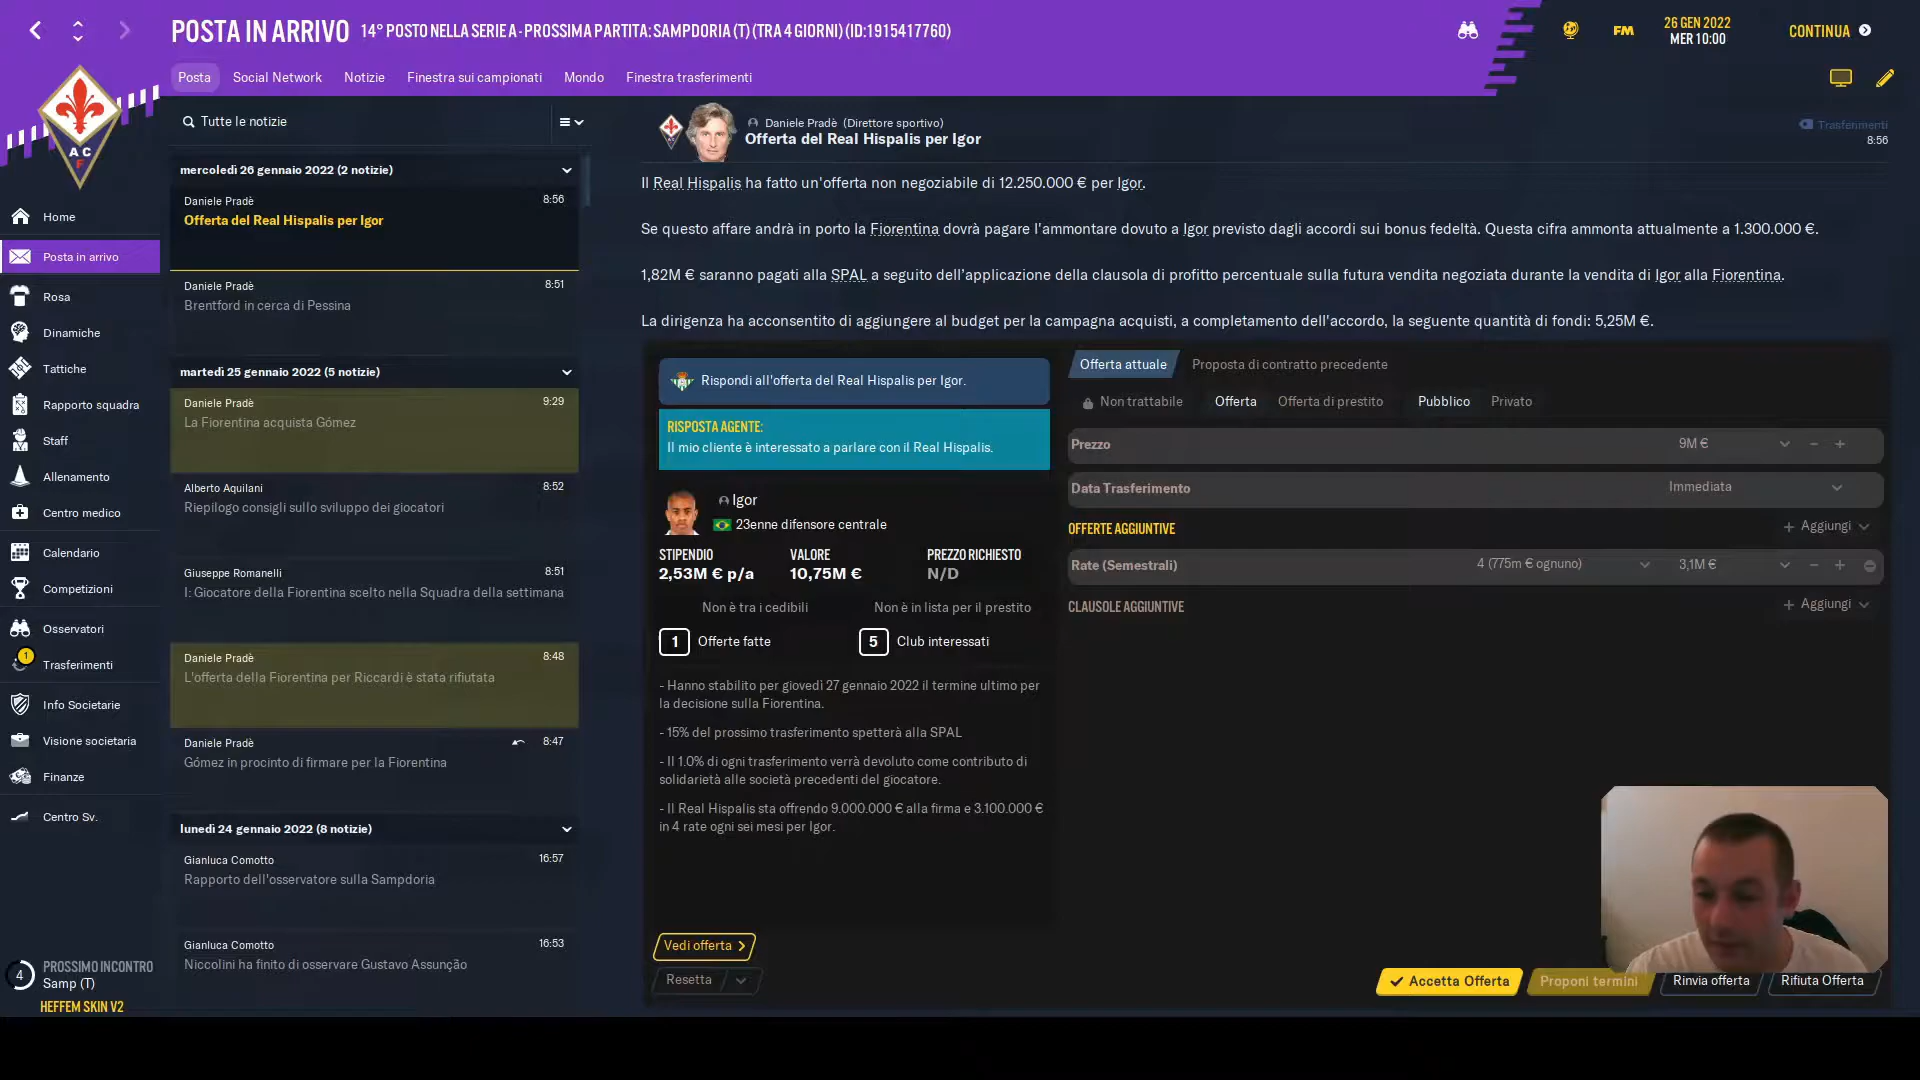 POSTA IN ARRIVO
14° POSTO NELLA SERIE A - PROSSIMA PARTITA: SAMPDORIA (T) (TRA 4 GIORNI) (ID:1915417760)
FM
26 GEN 2022
MER 10:00
CONTINUA
Posta
Social Network
Notizie
Finestra sui campionati
Mondo
Finestra trasferimenti
AC
F
Home
Posta in arrivo
Rosa
Dinamiche
Tattiche
Rapporto squadra
Staff
Allenamento
Centro medico
Calendario
Competizioni
Osservatori
1
Trasferimenti
Info Societarie
Visione societaria
Finanze
Centro Sv.
4
PROSSIMO INCONTRO
Samp (T)
HEFFEM SKIN V2
Tutte le notizie
mercoledì 26 gennaio 2022 (2 notizie)
Daniele Pradè 8:56
Offerta del Real Hispalis per Igor
Daniele Pradè 8:51
Brentford in cerca di Pessina
martedì 25 gennaio 2022 (5 notizie)
Daniele Pradè 9:29
La Fiorentina acquista Gómez
Alberto Aquilani 8:52
Riepilogo consigli sullo sviluppo dei giocatori
Giuseppe Romanelli 8:51
I: Giocatore della Fiorentina scelto nella Squadra della settimana
Daniele Pradè 8:48
L'offerta della Fiorentina per Riccardi è stata rifiutata
Daniele Pradè 8:47
Gómez in procinto di firmare per la Fiorentina
lunedì 24 gennaio 2022 (8 notizie)
Gianluca Comotto 16:57
Rapporto dell'osservatore sulla Sampdoria
Gianluca Comotto 16:53
Niccolini ha finito di osservare Gustavo Assunção
Daniele Pradè (Direttore sportivo)
Offerta del Real Hispalis per Igor
Trasferimenti
8:56
Il Real Hispalis ha fatto un'offerta non negoziabile di 12.250.000 € per Igor.
Se questo affare andrà in porto la Fiorentina dovrà pagare l'ammontare dovuto a Igor previsto dagli accordi sui bonus fedeltà. Questa cifra ammonta attualmente a 1.300.000 €.
1,82M € saranno pagati alla SPAL a seguito dell'applicazione della clausola di profitto percentuale sulla futura vendita negoziata durante la vendita di Igor alla Fiorentina.
La dirigenza ha acconsentito di aggiungere al budget per la campagna acquisti, a completamento dell'accordo, la seguente quantità di fondi: 5,25M €.
Rispondi all'offerta del Real Hispalis per Igor.
RISPOSTA AGENTE:
Il mio cliente è interessato a parlare con il Real Hispalis.
Igor
23enne difensore centrale
STIPENDIO VALORE PREZZO RICHIESTO
2,53M € p/a 10,75M € N/D
Non è tra i cedibili Non è in lista per il prestito
1 Offerte fatte 5 Club interessati
- Hanno stabilito per giovedì 27 gennaio 2022 il termine ultimo per
la decisione sulla Fiorentina.
- 15% del prossimo trasferimento spetterà alla SPAL
- Il 1.0% di ogni trasferimento verrà devoluto come contributo di
solidarietà alle società precedenti del giocatore.
- Il Real Hispalis sta offrendo 9.000.000 € alla firma e 3.100.000 €
in 4 rate ogni sei mesi per Igor.
Vedi offerta
Resetta
Offerta attuale Proposta di contratto precedente
Non trattabile Offerta Offerta di prestito Pubblico Privato
Prezzo 9M €
Data Trasferimento Immediata
OFFERTE AGGIUNTIVE Aggiungi
Rate (Semestrali) 4 (775m € ognuno) 3,1M €
CLAUSOLE AGGIUNTIVE Aggiungi
Accetta Offerta
Proponi termini
Rinvia offerta
Rifiuta Offerta